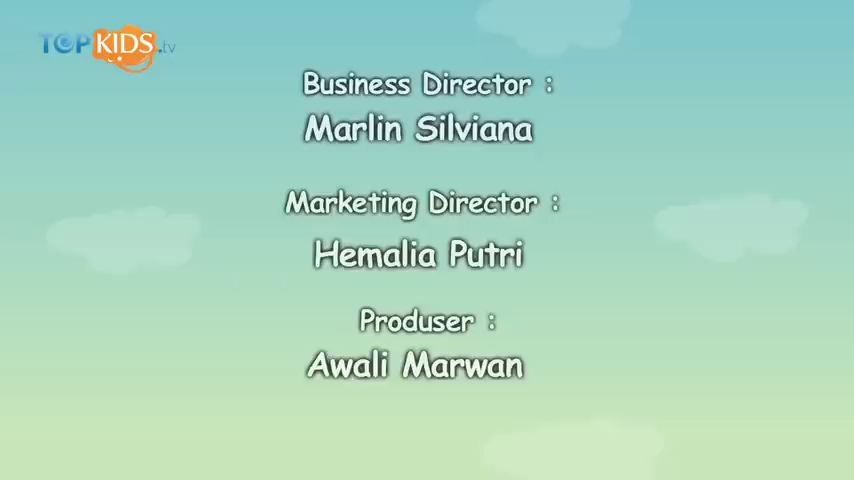 TOPKIDS.tv
Business Director :
Marlin Silviana
Marketing Director :
Hemalia Putri
Produser :
Awali Marwan